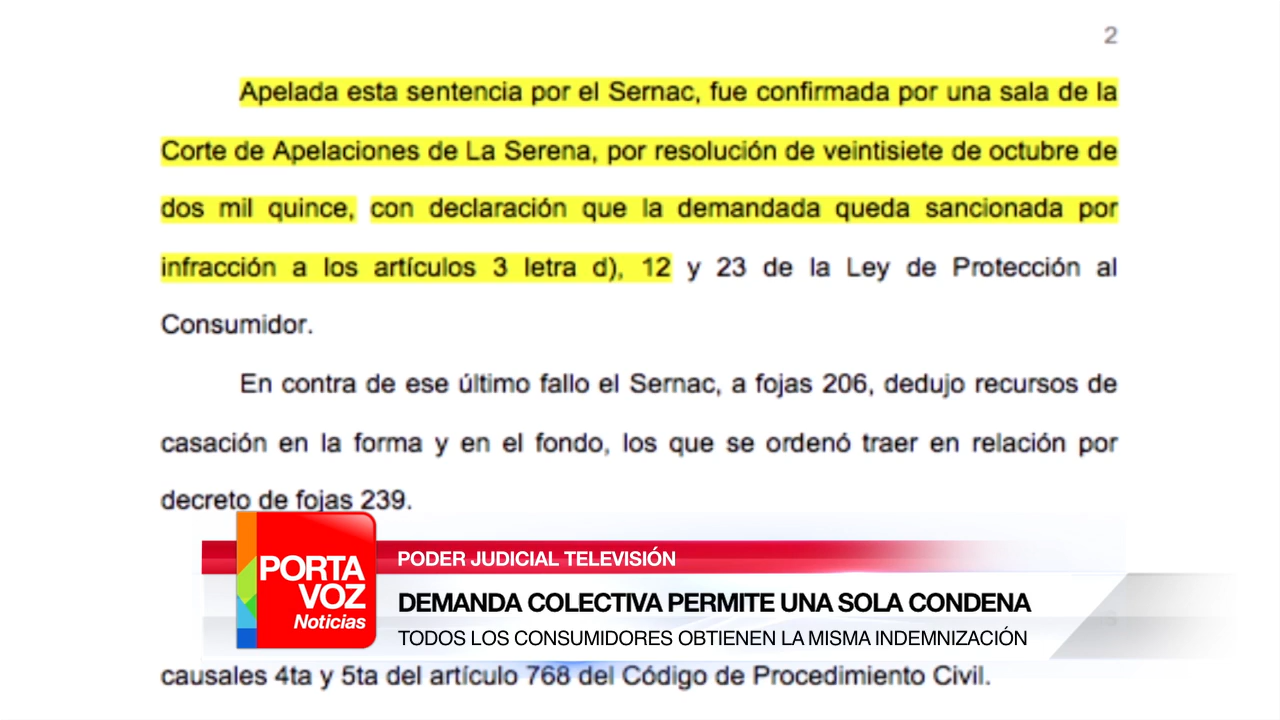 2
Apelada esta sentencia por el Sernac, fue confirmada por una sala de la
Corte de Apelaciones de La Serena, por resolución de veintisiete de octubre de
dos mil quince, con declaración que la demandada queda sancionada por
infracción a los artículos 3 letra d), 12 y 23 de la Ley de Protección al
Consumidor.
En contra de ese último fallo el Sernac, a fojas 206, dedujo recursos de
casación en la forma y en el fondo, los que se ordenó traer en relación por
decreto de fojas 239.
PORTA
VOZ
Noticias
PODER JUDICIAL TELEVISIÓN
DEMANDA COLECTIVA PERMITE UNA SOLA CONDENA
TODOS LOS CONSUMIDORES OBTIENEN LA MISMA INDEMNIZACIÓN
causales 4ta y 5ta del artículo 768 del Código de Procedimiento Civil.